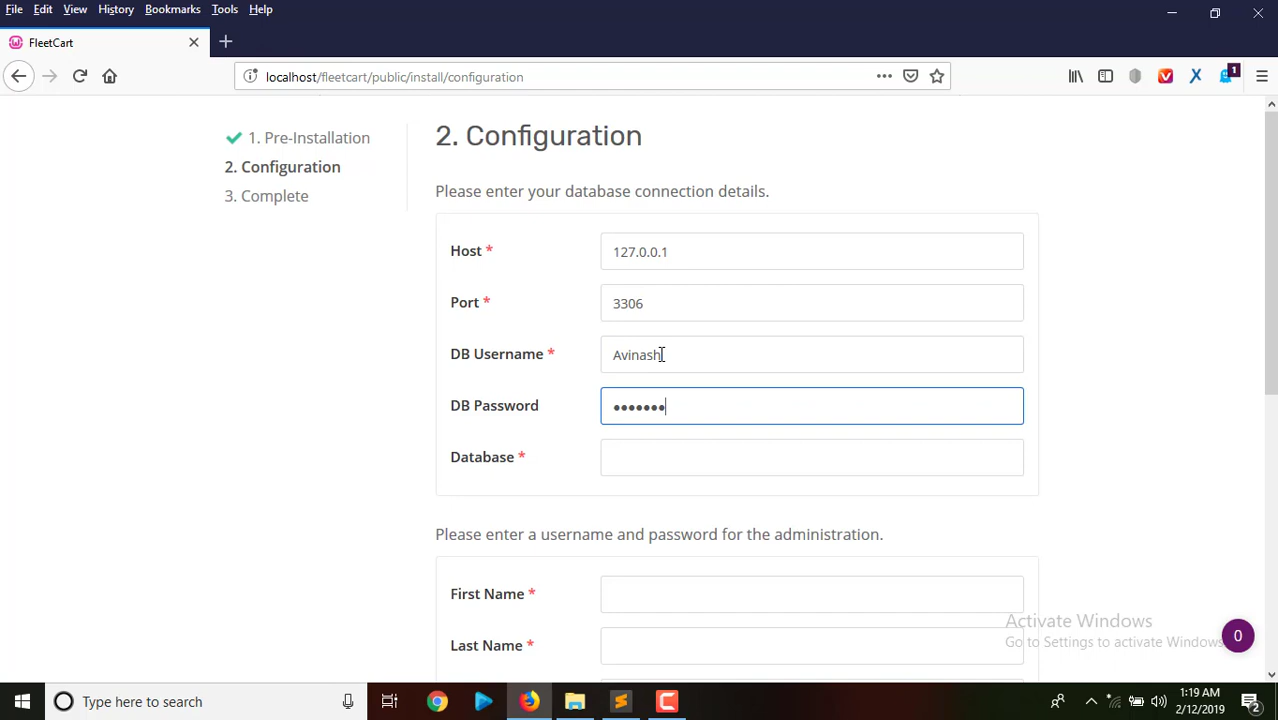 File Edit View History Bookmarks Tools Help
FleetCart
localhost/fleetcart/public/install/configuration
1
1. Pre-Installation
2. Configuration
3. Complete
2. Configuration
Please enter your database connection details.
Host * 127.0.0.1
Port * 3306
DB Username * Avinash
DB Password •••••••
Database *
Please enter a username and password for the administration.
First Name *
Last Name *
Activate Windows
Go to Settings to activate Windows.
0
Type here to search
1:19 AM
2/12/2019
2